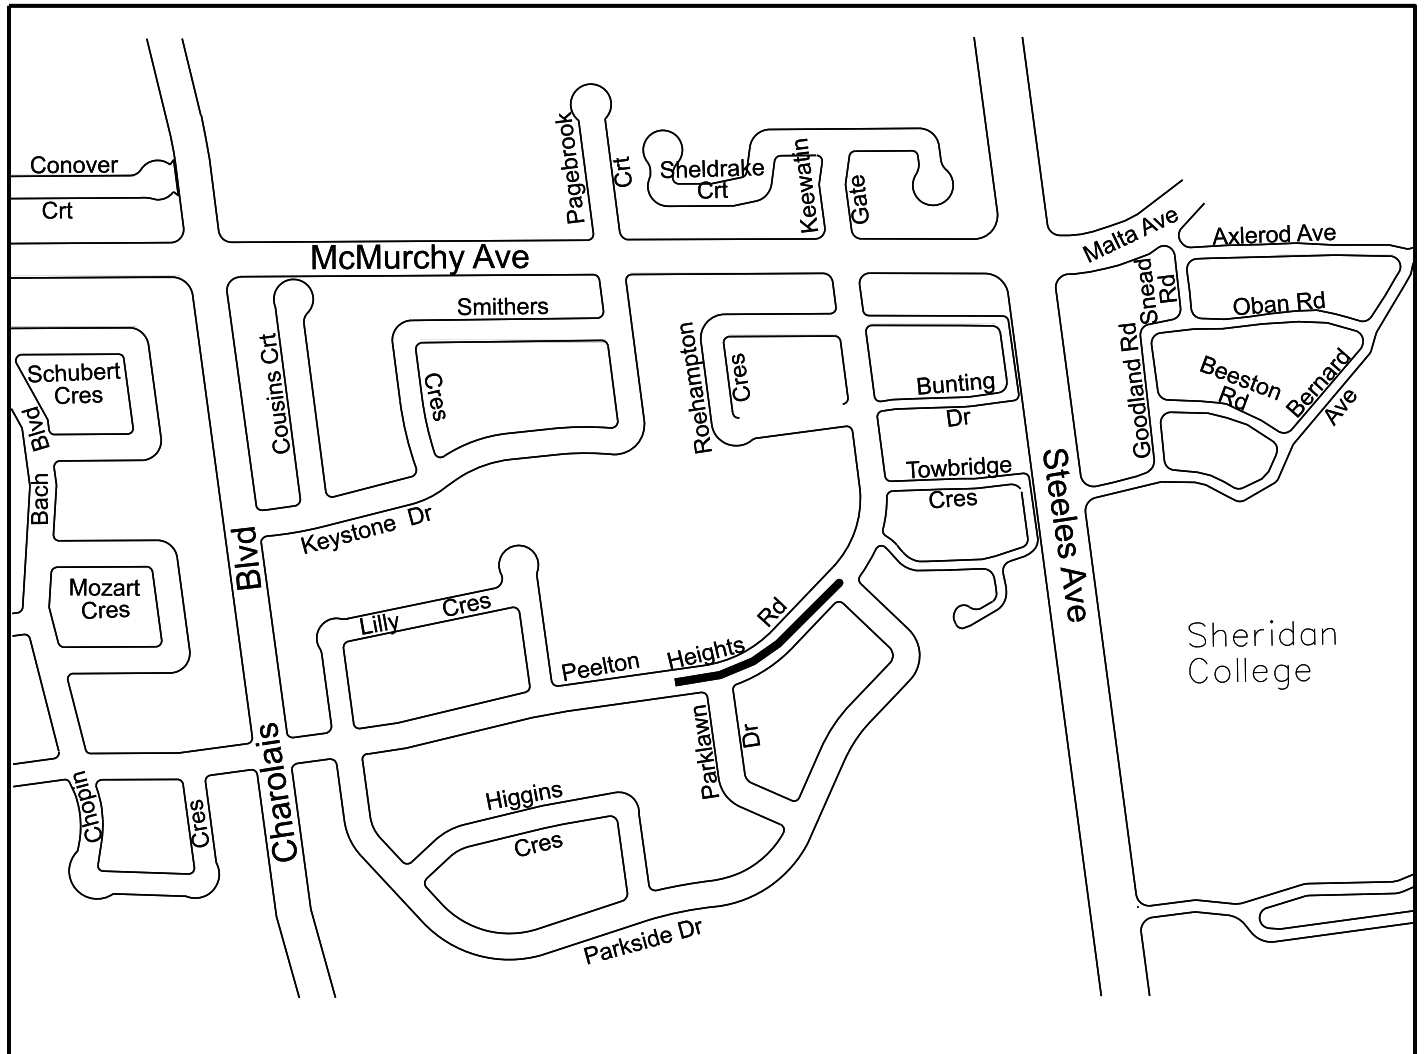 Conover
Crt
McMurchy Ave
Pagebrook
Crt
Sheldrake
Crt
Keewatin
Gate
Malta Ave
Axlerod Ave
Snead
Rd
Oban Rd
Goodland Rd
Beeston
Rd
Bernard
Ave
Smithers
Cres
Cousins Crt
Roehampton
Cres
Bunting
Dr
Towbridge
Cres
Steeles Ave
Schubert
Cres
Bach Blvd
Mozart
Cres
Charolais Blvd
Keystone Dr
Lilly Cres
Peelton Heights Rd
Sheridan
College
Parklawn
Dr
Chopin
Cres
Higgins
Cres
Parkside Dr